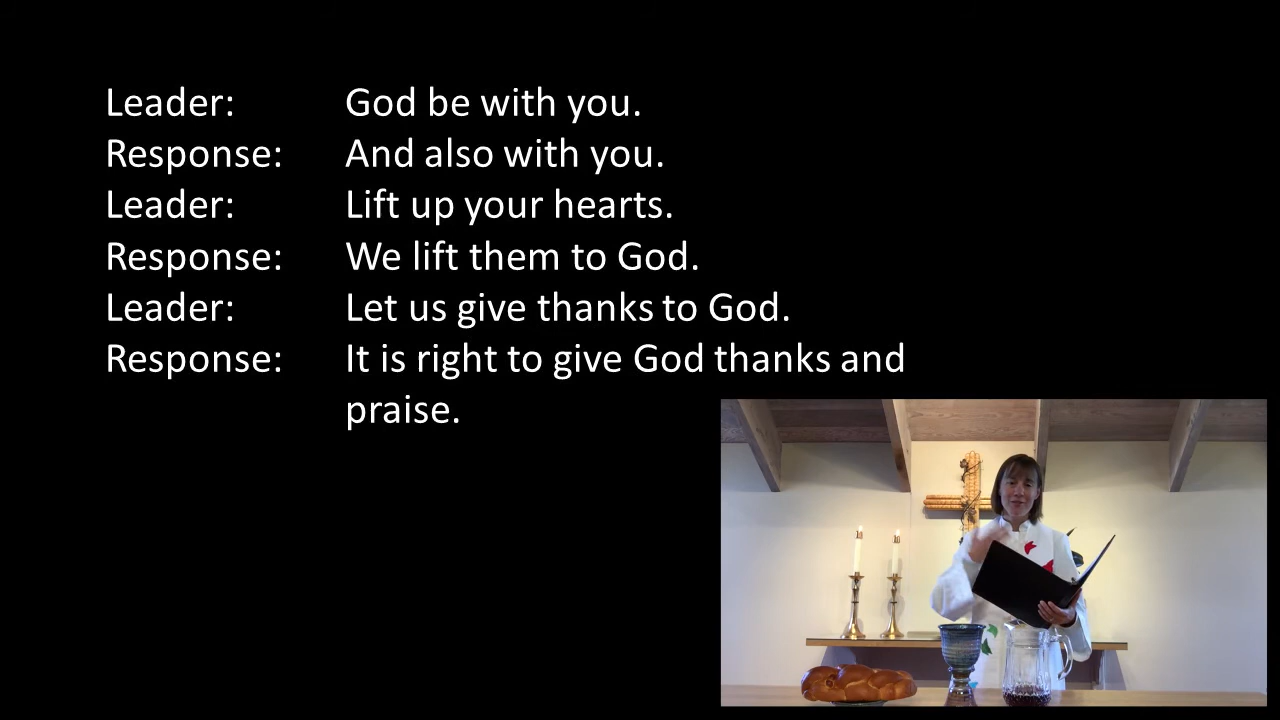 Leader: God be with you.
Response: And also with you.
Leader: Lift up your hearts.
Response: We lift them to God.
Leader: Let us give thanks to God.
Response: It is right to give God thanks and
praise.